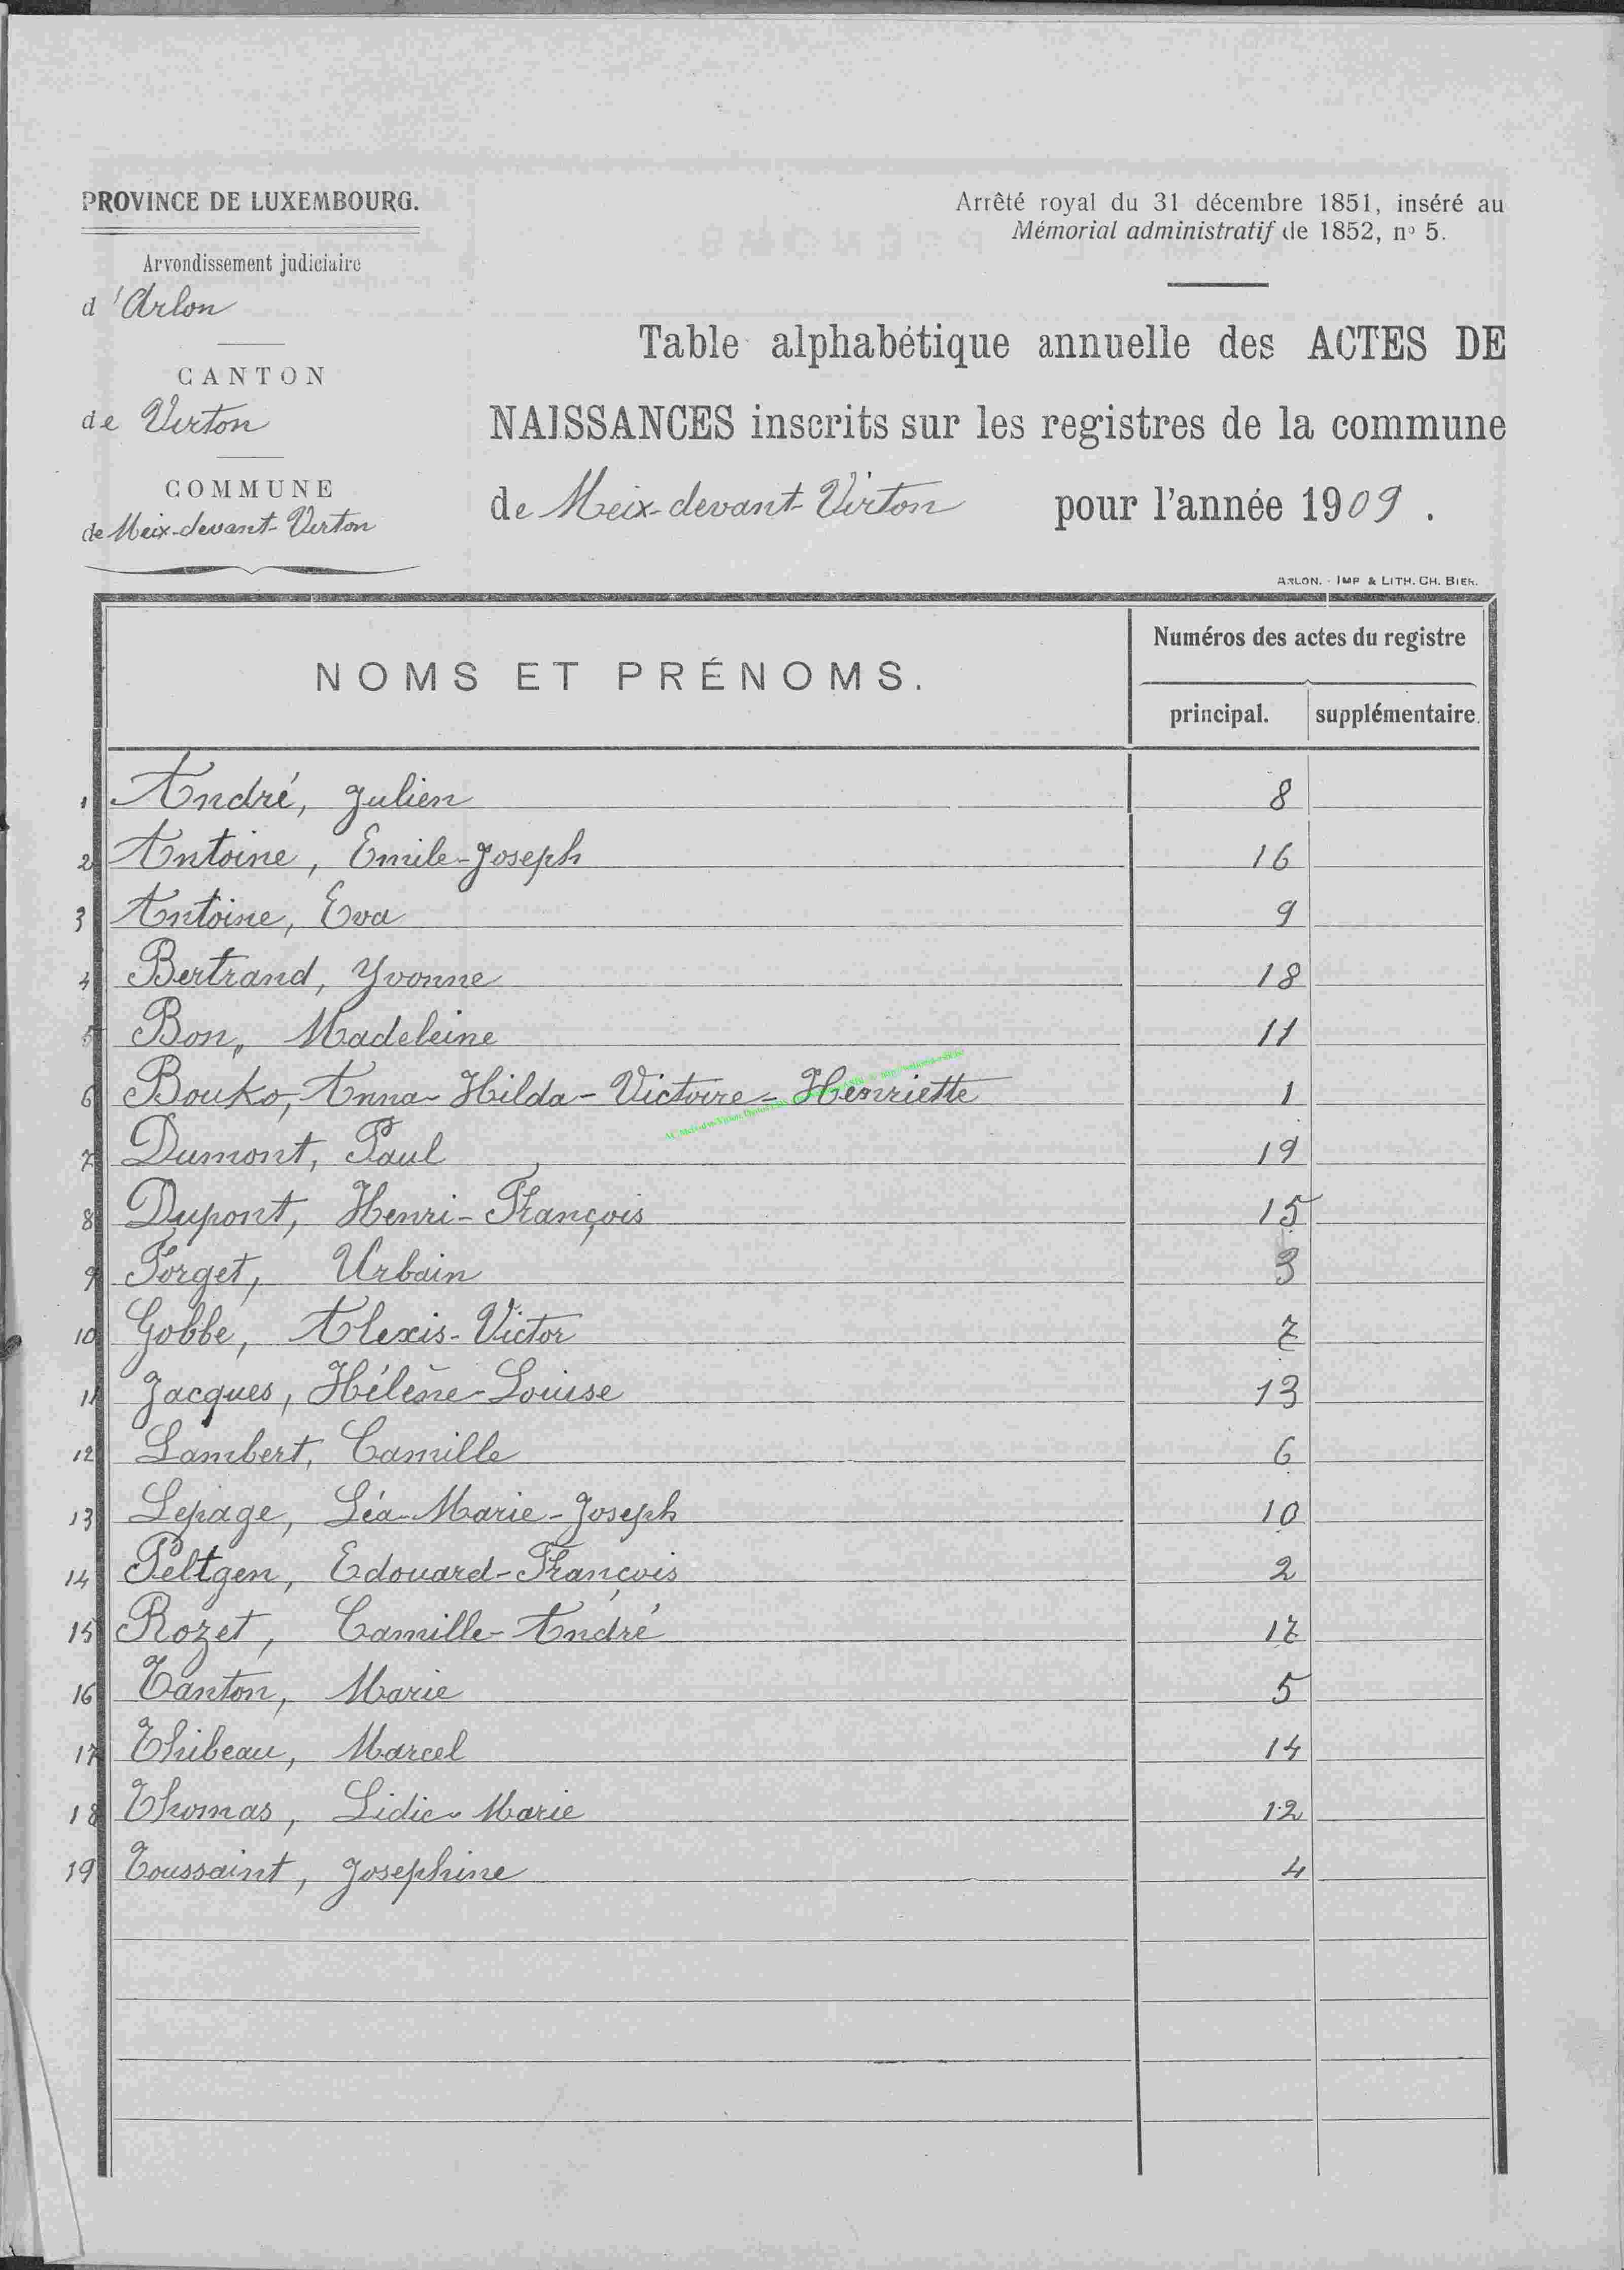 PROVINCE DE LUXEMBOURG.
Arrondissement judiciaire
d'Arlon
CANTON
de Virton
COMMUNE
de Meix-devant-Virton
Arrêté royal du 31 décembre 1851, inséré au
Mémorial administratif de 1852, nº 5.
Table alphabétique annuelle des ACTES DE
NAISSANCES inscrits sur les registres de la commune
de Meix-devant-Virton pour l'année 1909.
ARLON. - IMP & LITH. CH. BIER.
NOMS ET PRÉNOMS.
Numéros des actes du registre
principal. supplémentaire.
1 André, Julien 8
2 Antoine, Emile-Joseph 16
3 Antoine, Eva 9
4 Bertrand, Yvonne 18
5 Bon, Madeleine 11
6 Bouko, Anna-Hilda-Victoire-Henriette 1
7 Dumont, Paul 19
8 Dupont, Henri-François 15
9 Forget, Urbain 3
10 Gobbe, Alexis-Victor 7
11 Jacques, Hélène-Louise 13
12 Lambert, Camille 6
13 Lepage, Léa-Marie-Joseph 10
14 Peltgen, Edouard-François 2
15 Rozet, Camille-André 17
16 Tanton, Marie 5
17 Thibeau, Marcel 14
18 Thomas, Lidie-Marie 12
19 Toussaint, Josephine 4